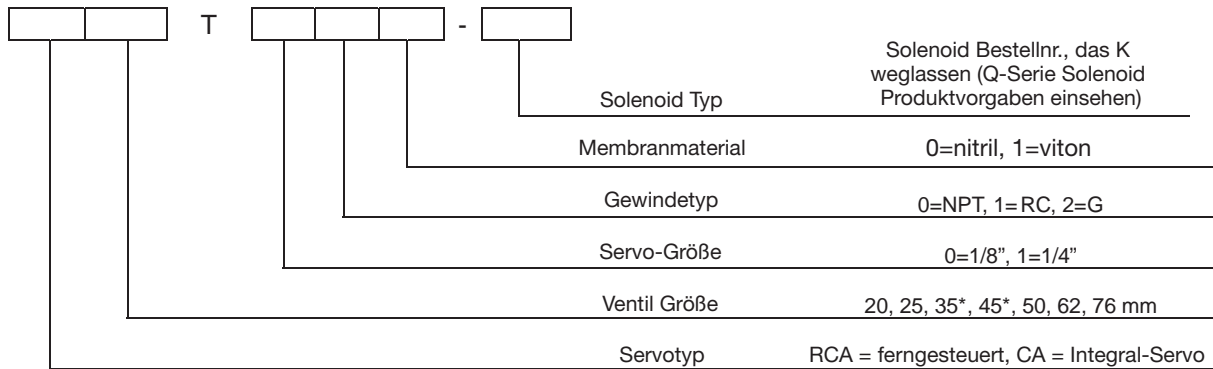 T -
Solenoid Bestellnr., das K
weglassen (Q-Serie Solenoid
Produktvorgaben einsehen)
Solenoid Typ
Membranmaterial 0=nitril, 1=viton
Gewindetyp 0=NPT, 1=RC, 2=G
Servo-Größe 0=1/8”, 1=1/4”
Ventil Größe 20, 25, 35*, 45*, 50, 62, 76 mm
Servotyp RCA = ferngesteuert, CA = Integral-Servo